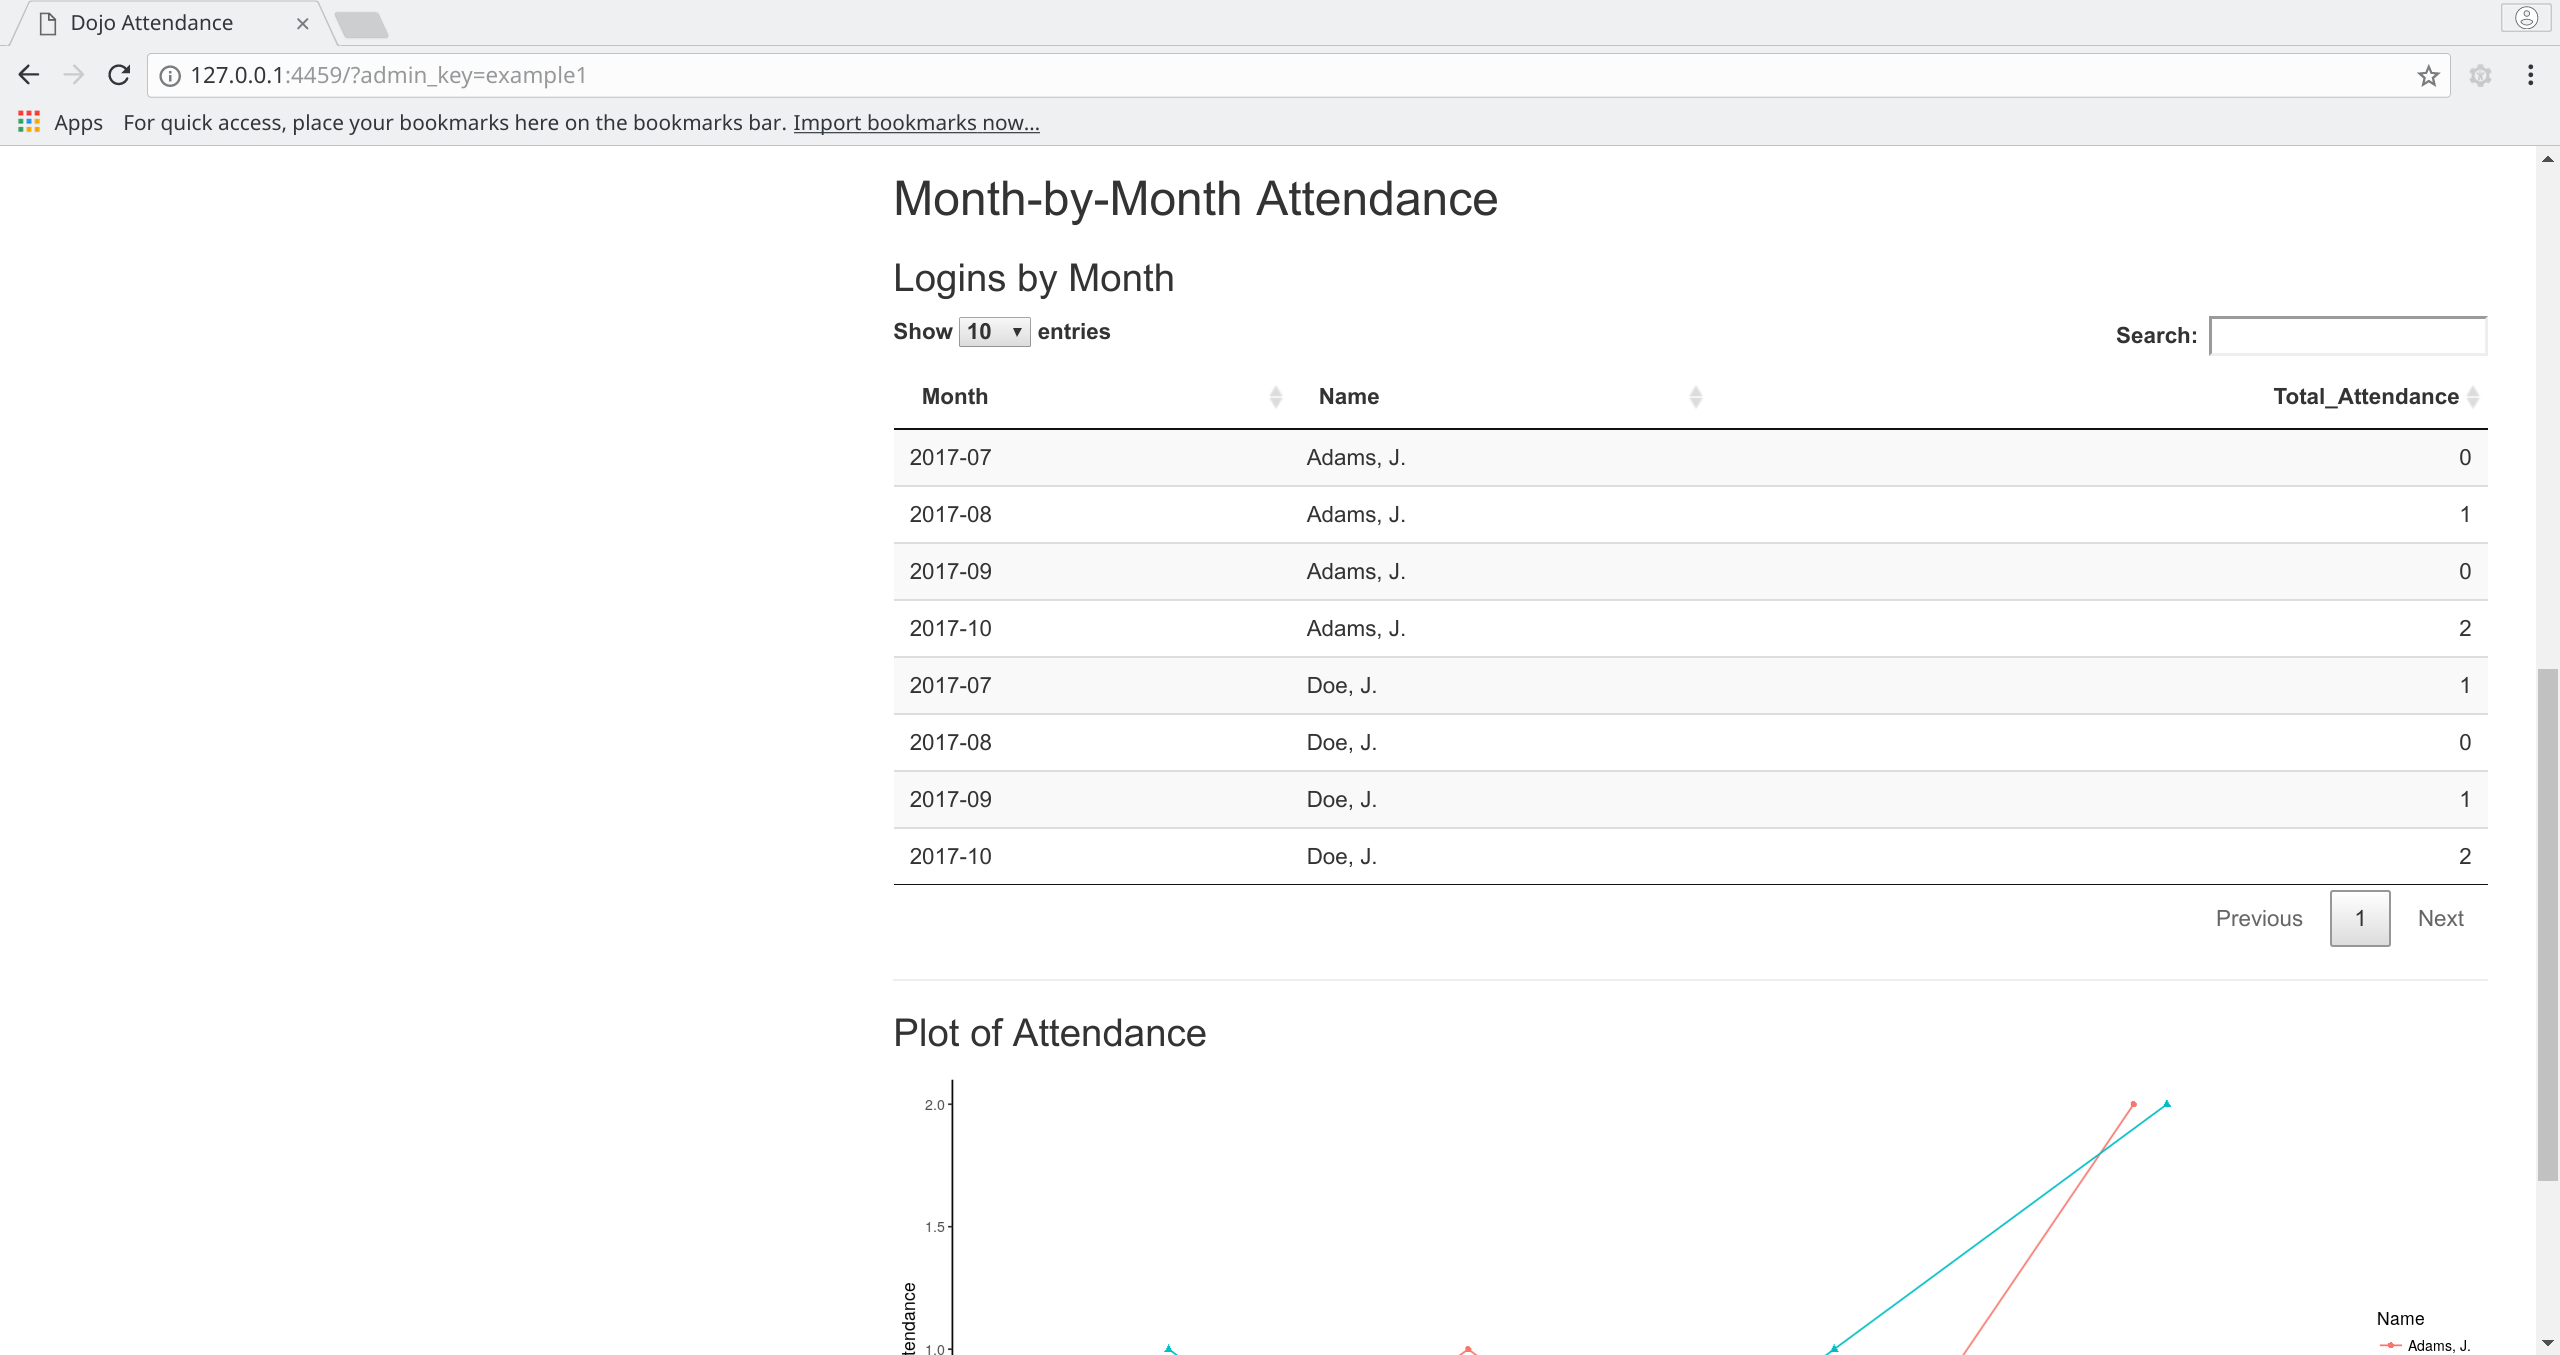 Dojo Attendance
127.0.0.1:4459/?admin_key=example1
Apps For quick access, place your bookmarks here on the bookmarks bar. Import bookmarks now...
Month-by-Month Attendance
Logins by Month
Show 10 entries Search:
Month Name Total_Attendance
2017-07 Adams, J. 0
2017-08 Adams, J. 1
2017-09 Adams, J. 0
2017-10 Adams, J. 2
2017-07 Doe, J. 1
2017-08 Doe, J. 0
2017-09 Doe, J. 1
2017-10 Doe, J. 2
Previous 1 Next
Plot of Attendance
2.0
1.5
1.0
tendance
Name
Adams, J.